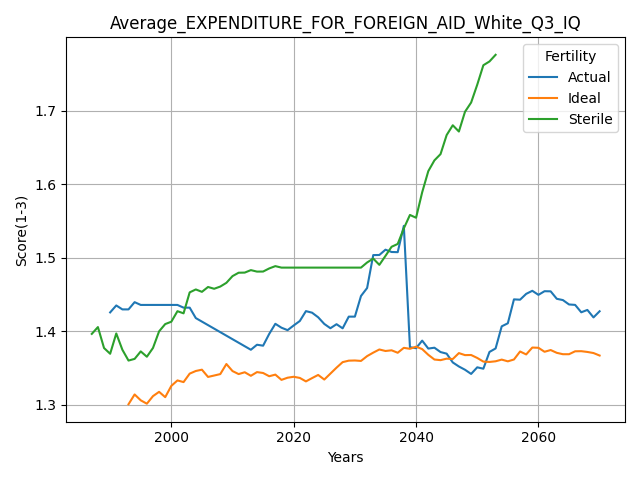 Average_EXPENDITURE_FOR_FOREIGN_AID_White_Q3_IQ
Fertility
Actual
Ideal
Sterile
Score(1-3)
1.7
1.6
1.5
1.4
1.3
2000 2020 2040 2060
Years